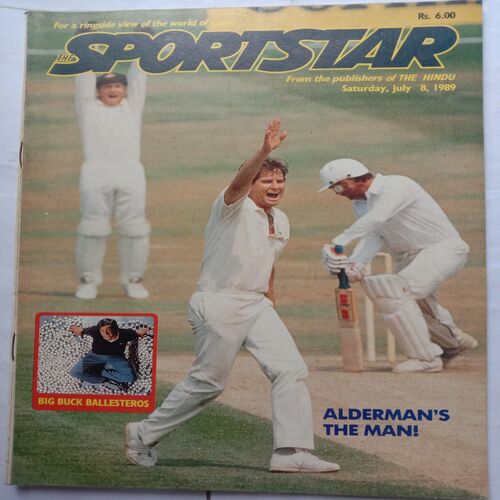 For a ringside view of the world of
Rs. 6.00
THE SPORTSTAR
From the publishers of THE HINDU
Saturday, July 8, 1989
BIG BUCK BALLESTEROS
ALDERMAN'S
THE MAN!